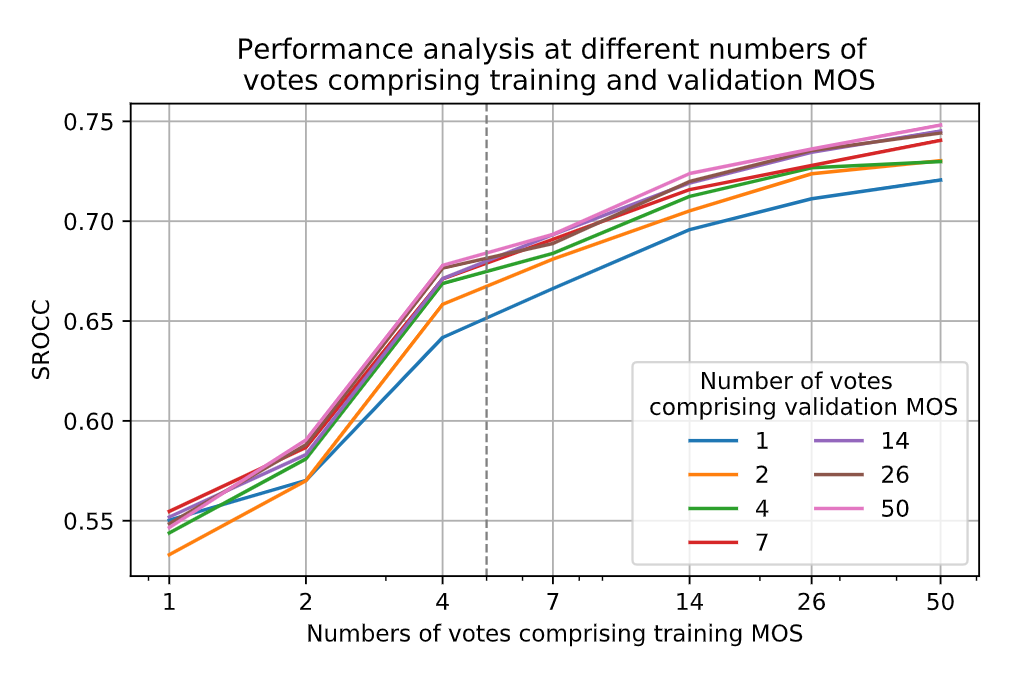 Performance analysis at different numbers of
votes comprising training and validation MOS
SROCC
0.75
0.70
0.65
0.60
0.55
Number of votes
comprising validation MOS
1 14
2 26
4 50
7
1 2 4 7 14 26 50
Numbers of votes comprising training MOS